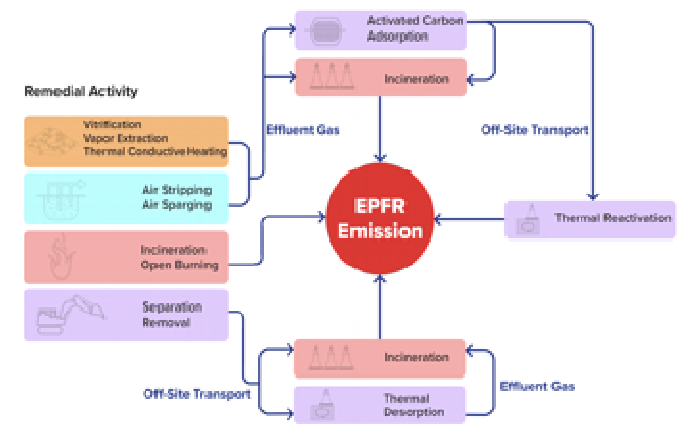 Activated Carbon
Adsorption
Incineration
Remedial Activity
Vitrification
Vapor Extraction
Thermal Conductive Heating
Effluent Gas
Off-Site Transport
Air Stripping
Air Sparging
EPFR
Emission
Thermal Reactivation
Incineration
Open Burning
Separation
Removal
Incineration
Off-Site Transport
Effluent Gas
Thermal
Desorption